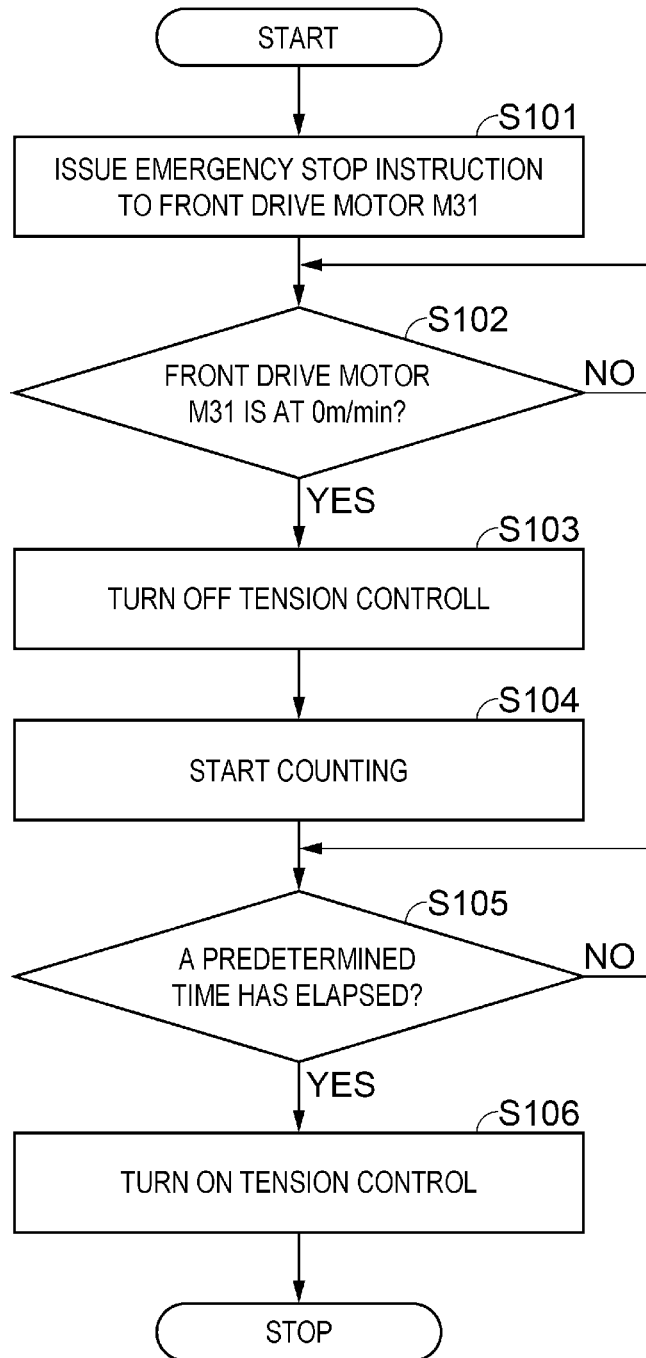 START
S101
ISSUE EMERGENCY STOP INSTRUCTION
TO FRONT DRIVE MOTOR M31
S102
FRONT DRIVE MOTOR
M31 IS AT 0m/min?
NO
YES
S103
TURN OFF TENSION CONTROLL
S104
START COUNTING
S105
A PREDETERMINED
TIME HAS ELAPSED?
NO
YES
S106
TURN ON TENSION CONTROL
STOP